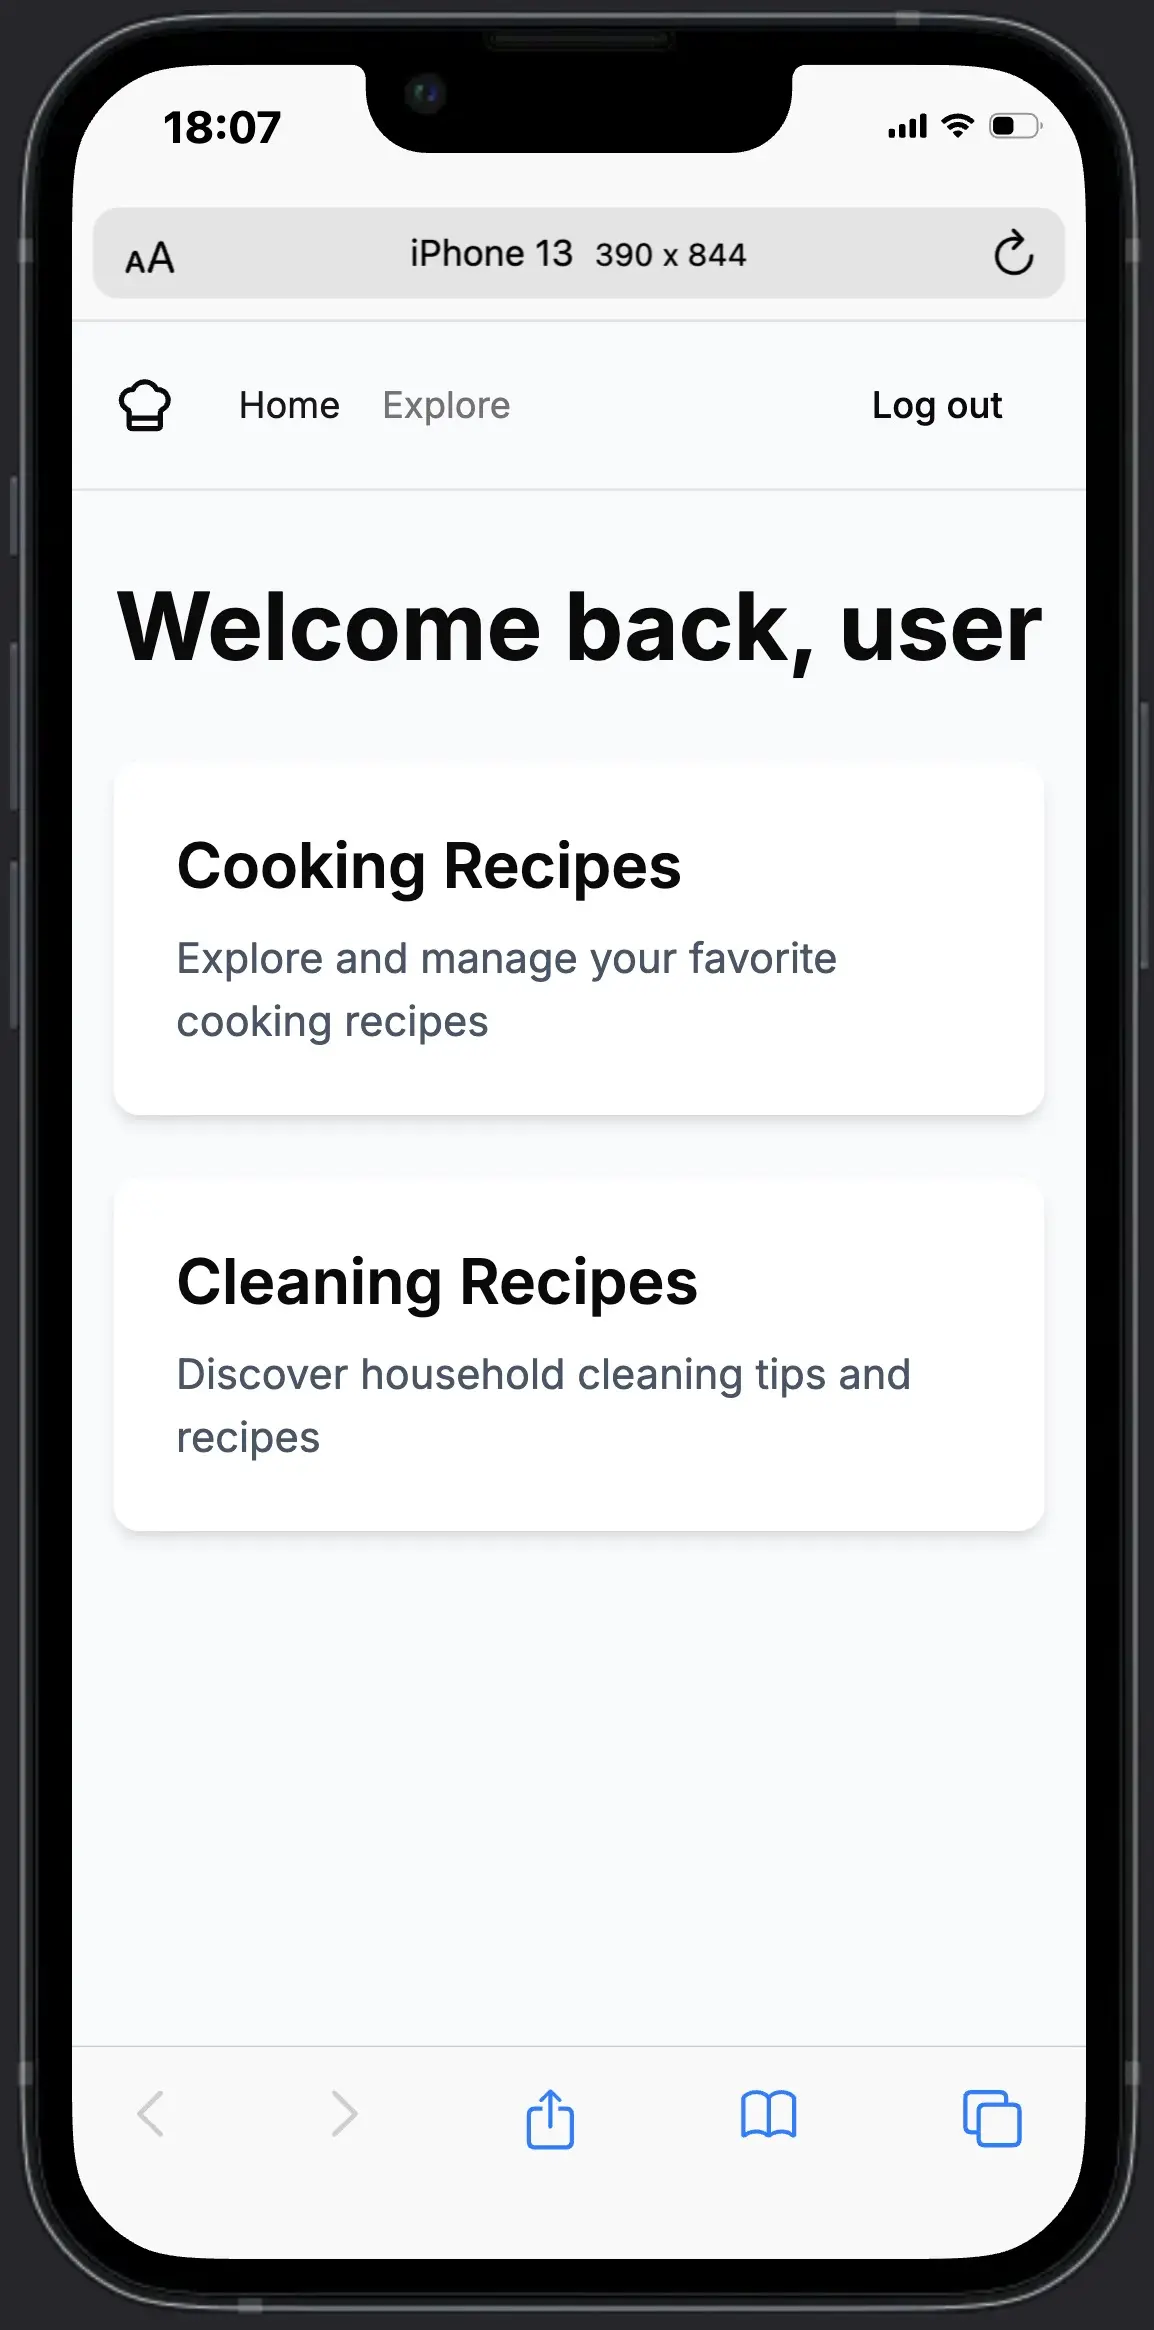 18:07
AA iPhone 13 390 x 844
Home Explore Log out
Welcome back, user
Cooking Recipes
Explore and manage your favorite
cooking recipes
Cleaning Recipes
Discover household cleaning tips and
recipes